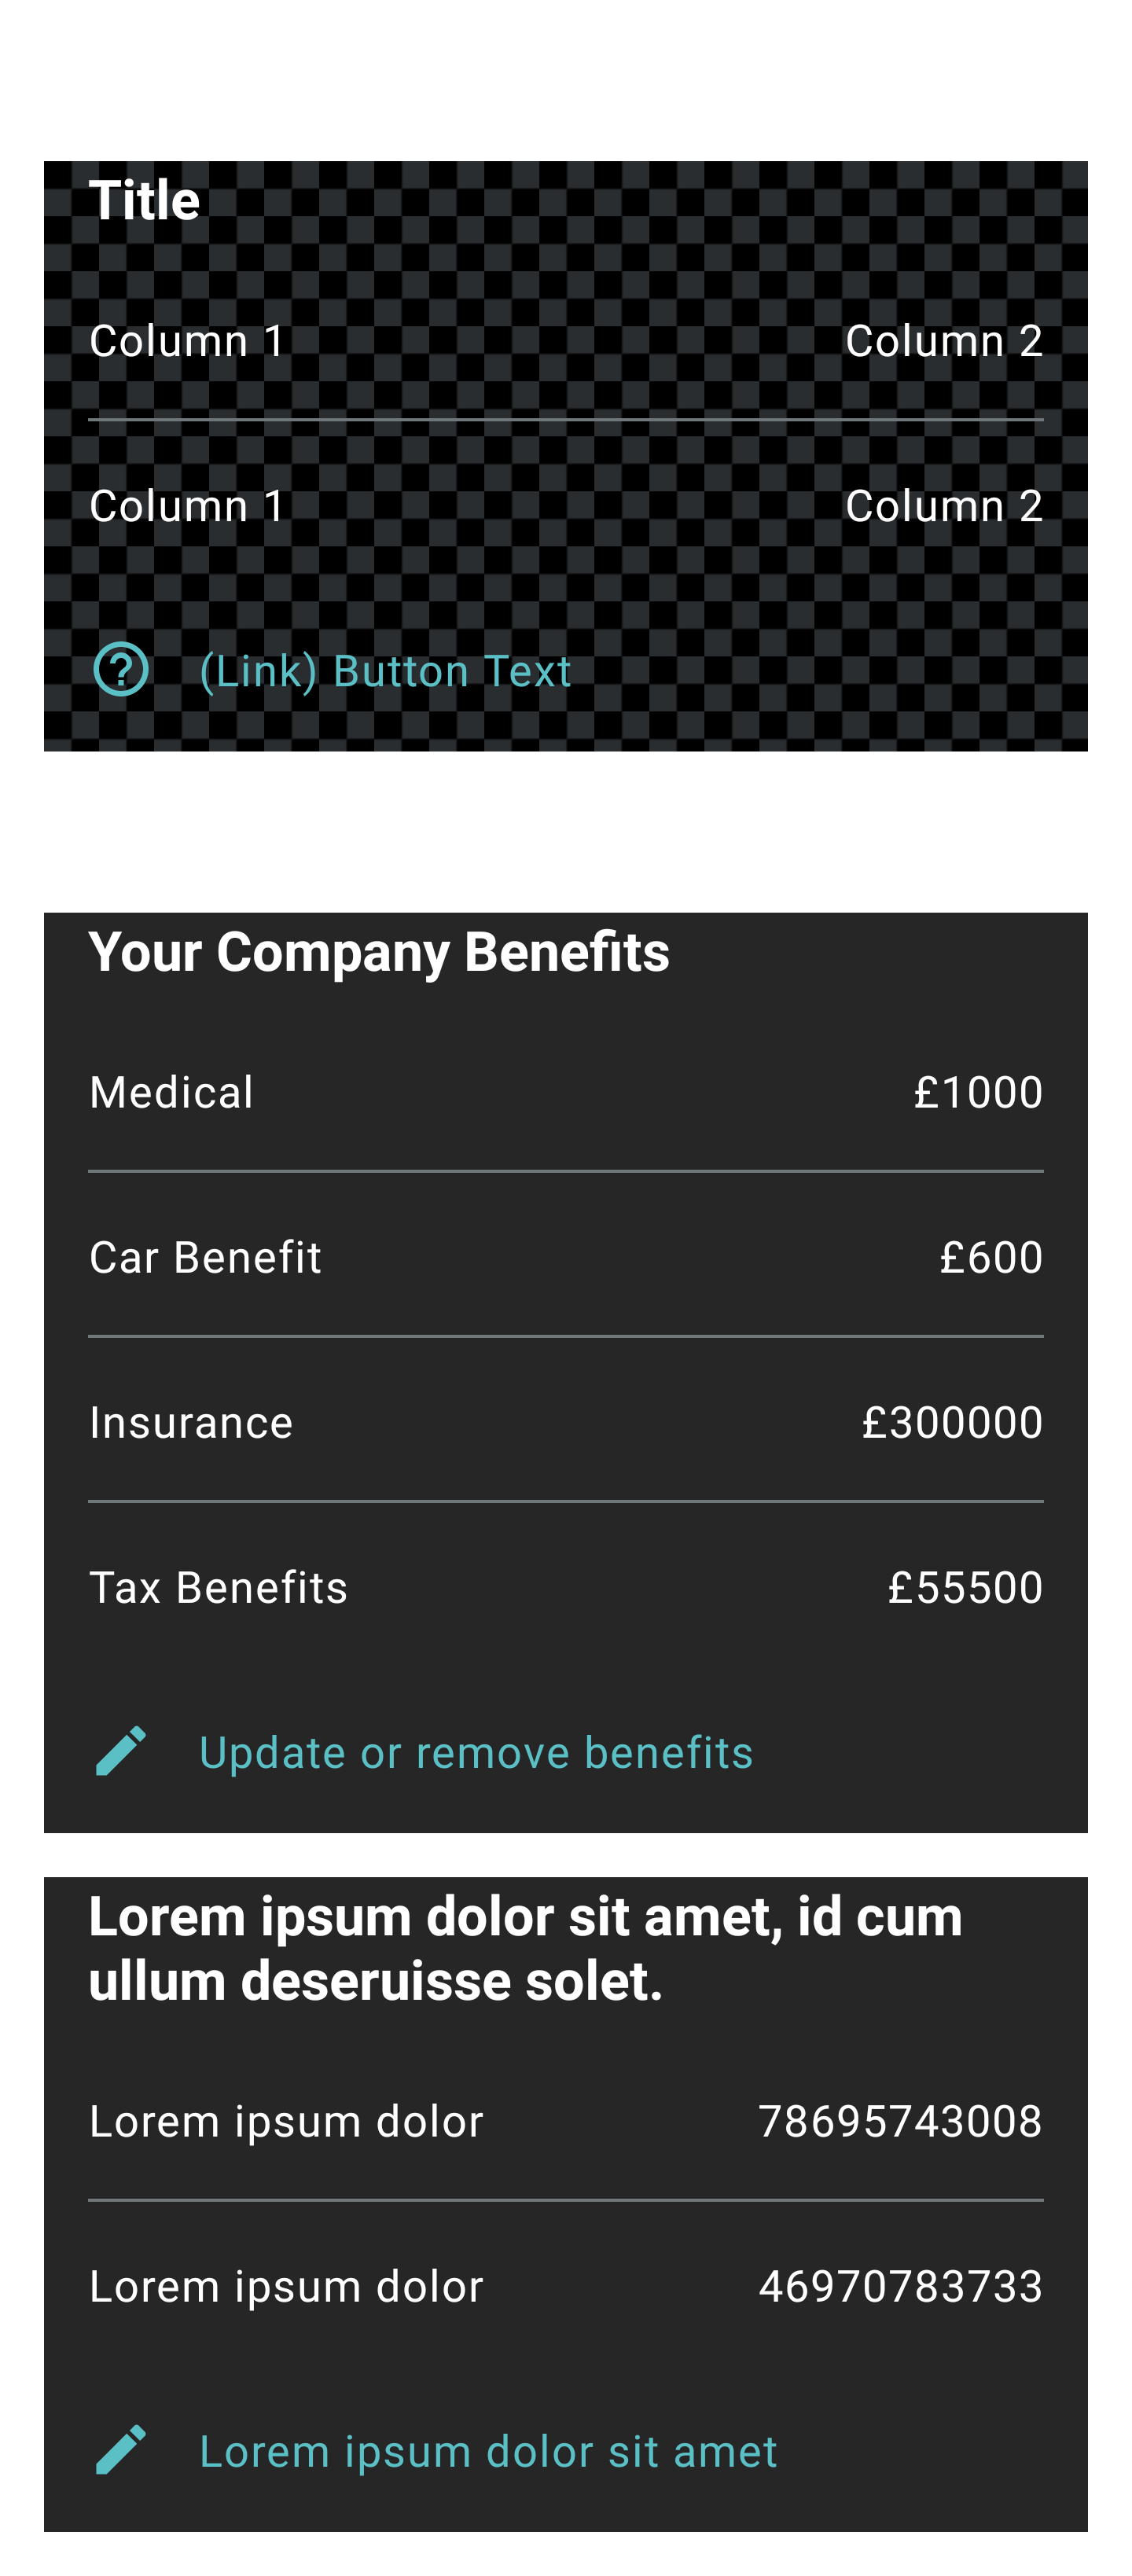 Title
Column 1 Column 2
Column 1 Column 2
(Link) Button Text
Your Company Benefits
Medical £1000
Car Benefit £600
Insurance £300000
Tax Benefits £55500
Update or remove benefits
Lorem ipsum dolor sit amet, id cum
ullum deseruisse solet.
Lorem ipsum dolor 78695743008
Lorem ipsum dolor 46970783733
Lorem ipsum dolor sit amet